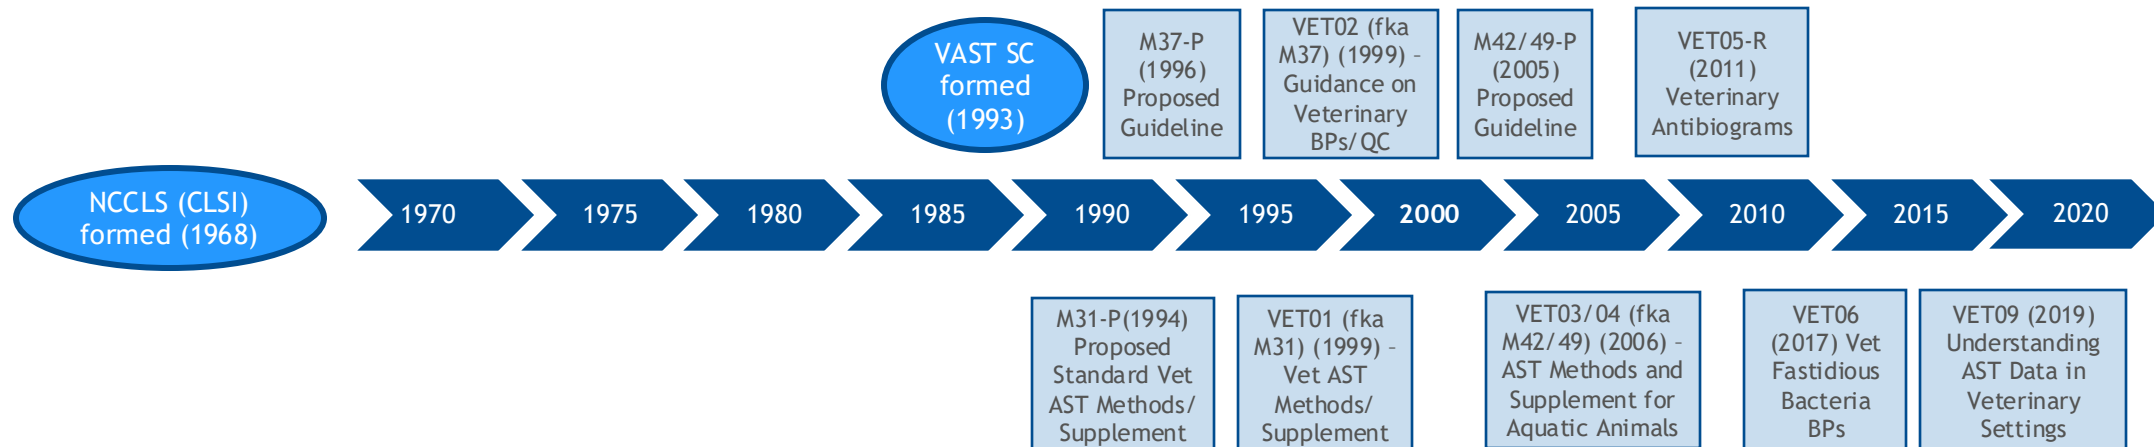 VAST SC
formed
(1993)
M37-P
(1996)
Proposed
Guideline
VET02 (fka
M37) (1999) –
Guidance on
Veterinary
BPs/QC
M42/49-P
(2005)
Proposed
Guideline
VET05-R
(2011)
Veterinary
Antibiograms
NCCLS (CLSI)
formed (1968)
1970
1975
1980
1985
1990
1995
2000
2005
2010
2015
2020
M31-P(1994)
Proposed
Standard Vet
AST Methods/
Supplement
VET01 (fka
M31) (1999) –
Vet AST
Methods/
Supplement
VET03/04 (fka
M42/49) (2006) –
AST Methods and
Supplement for
Aquatic Animals
VET06
(2017) Vet
Fastidious
Bacteria
BPs
VET09 (2019)
Understanding
AST Data in
Veterinary
Settings